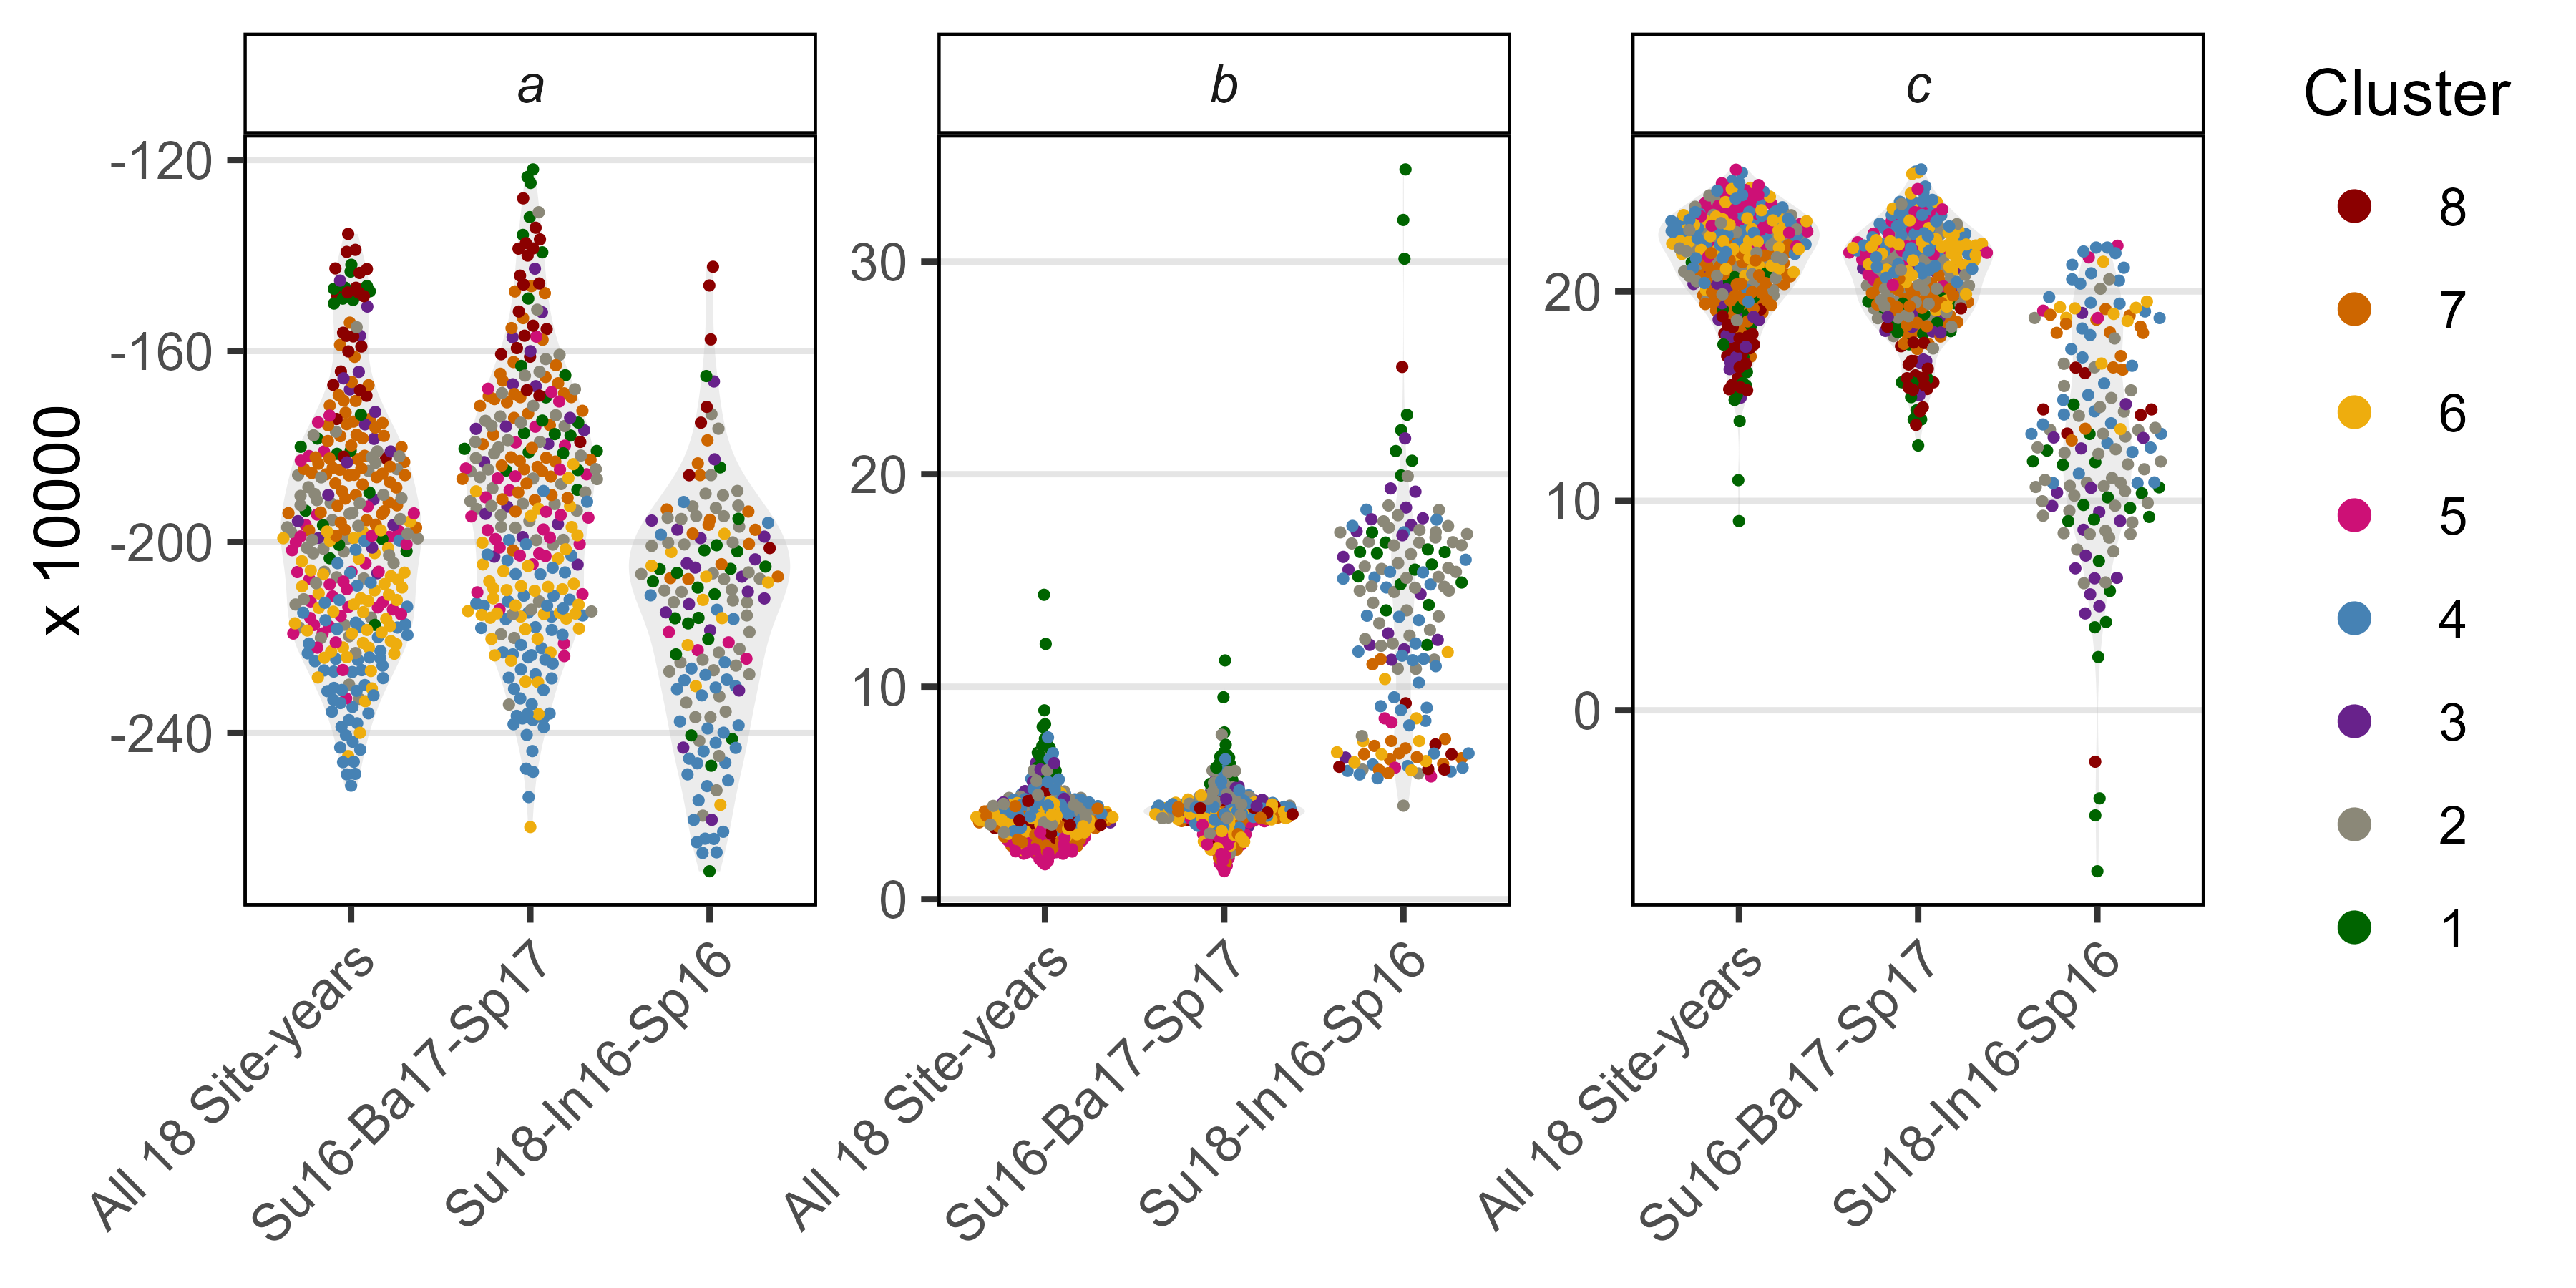 a
b
c
x 10000
-120
-160
-200
-240
30
20
10
0
20
10
0
All 18 Site-years
Su16-Ba17-Sp17
Su18-In16-Sp16
All 18 Site-years
Su16-Ba17-Sp17
Su18-In16-Sp16
All 18 Site-years
Su16-Ba17-Sp17
Su18-In16-Sp16
Cluster
8
7
6
5
4
3
2
1